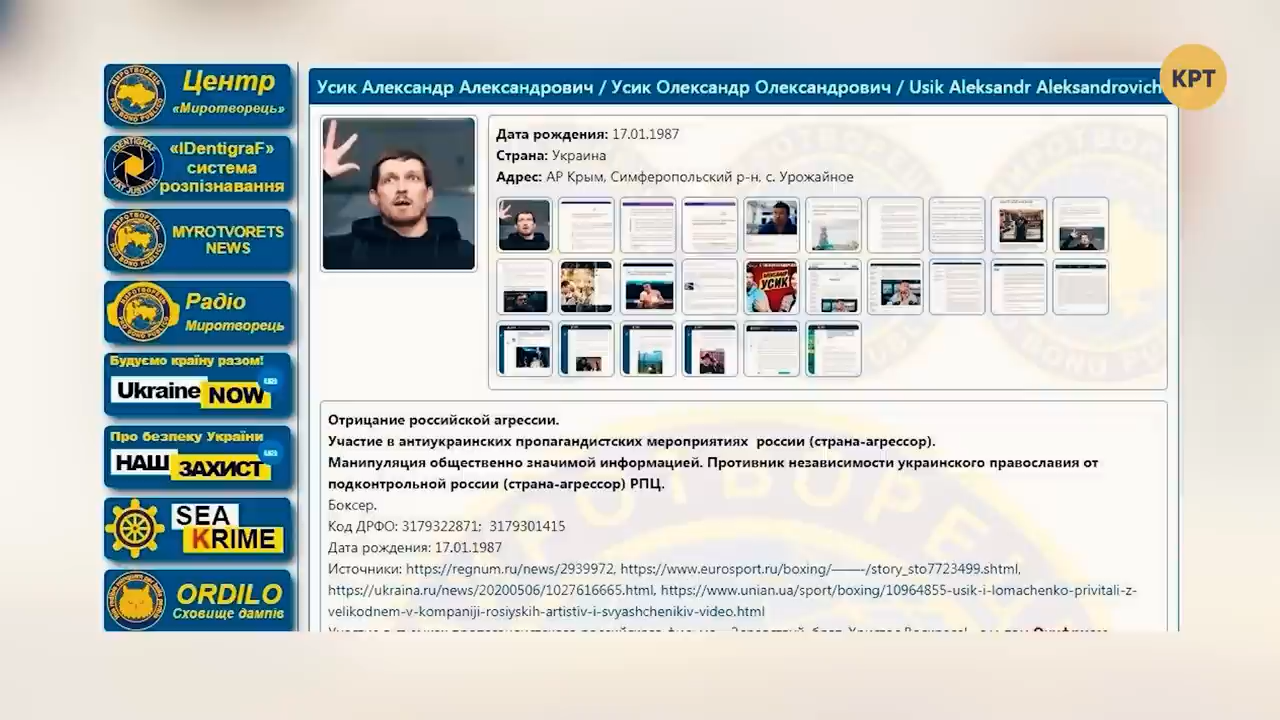 КРТ
Центр
«Миротворець»
«IDentigraF»
система
розпізнавання
MYROTVORETS
NEWS
Радіо
Миротворець
Будуємо країну разом!
Ukraine NOW
Про безпеку України
НАШ ЗАХИСТ
SEA
KRIME
ORDILO
Сховище дампів
Усик Александр Александрович / Усик Олександр Олександрович / Usik Aleksandr Aleksandrovich
Дата рождения: 17.01.1987
Страна: Украина
Адрес: АР Крым, Симферопольский р-н, с. Урожайное
Отрицание российской агрессии.
Участие в антиукраинских пропагандистских мероприятиях россии (страна-агрессор).
Манипуляция общественно значимой информацией. Противник независимости украинского православия от
подконтрольной россии (страна-агрессор) РПЦ.
Боксер.
Код ДРФО: 3179322871; 3179301415
Дата рождения: 17.01.1987
Источники: https://regnum.ru/news/2939972, https://www.eurosport.ru/boxing/——-/story_sto7723499.shtml,
https://ukraina.ru/news/20200506/1027616665.html, https://www.unian.ua/sport/boxing/10964855-usik-i-lomachenko-privitali-z-
velikodnem-v-kompaniji-rosiyskih-artistiv-i-svyashchenikiv-video.html